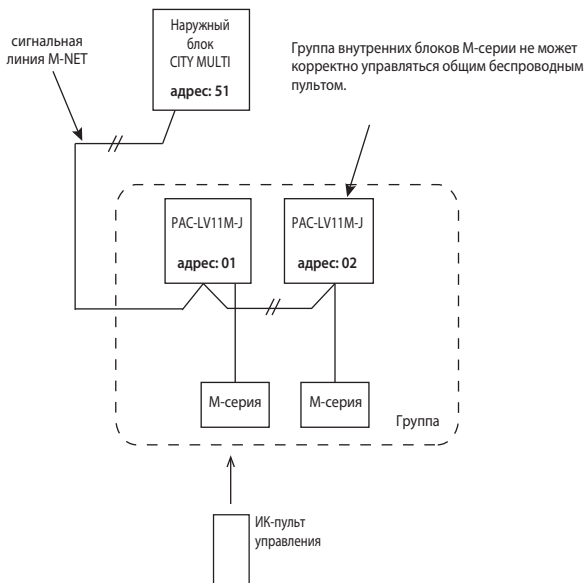 сигнальная
линия M-NET
Наружный
блок
CITY MULTI
адрес: 51
Группа внутренних блоков М-серии не может
корректно управляться общим беспроводным
пультом.
PAC-LV11M-J
адрес: 01
PAC-LV11M-J
адрес: 02
М-серия
М-серия
Группа
ИК-пульт
управления